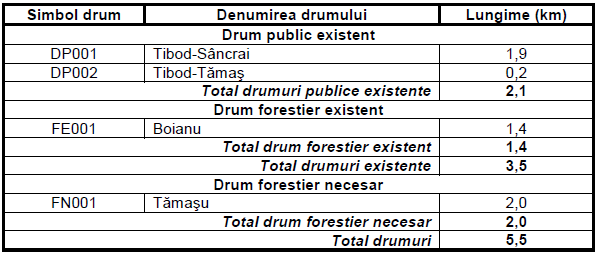 Simbol drum Denumirea drumului Lungime (km)
Drum public existent
DP001 Tibod-Sâncrai 1,9
DP002 Tibod-Tămaş 0,2
Total drumuri publice existente 2,1
Drum forestier existent
FE001 Boianu 1,4
Total drum forestier existent 1,4
Total drumuri existente 3,5
Drum forestier necesar
FN001 Tămaşu 2,0
Total drum forestier necesar 2,0
Total drumuri 5,5